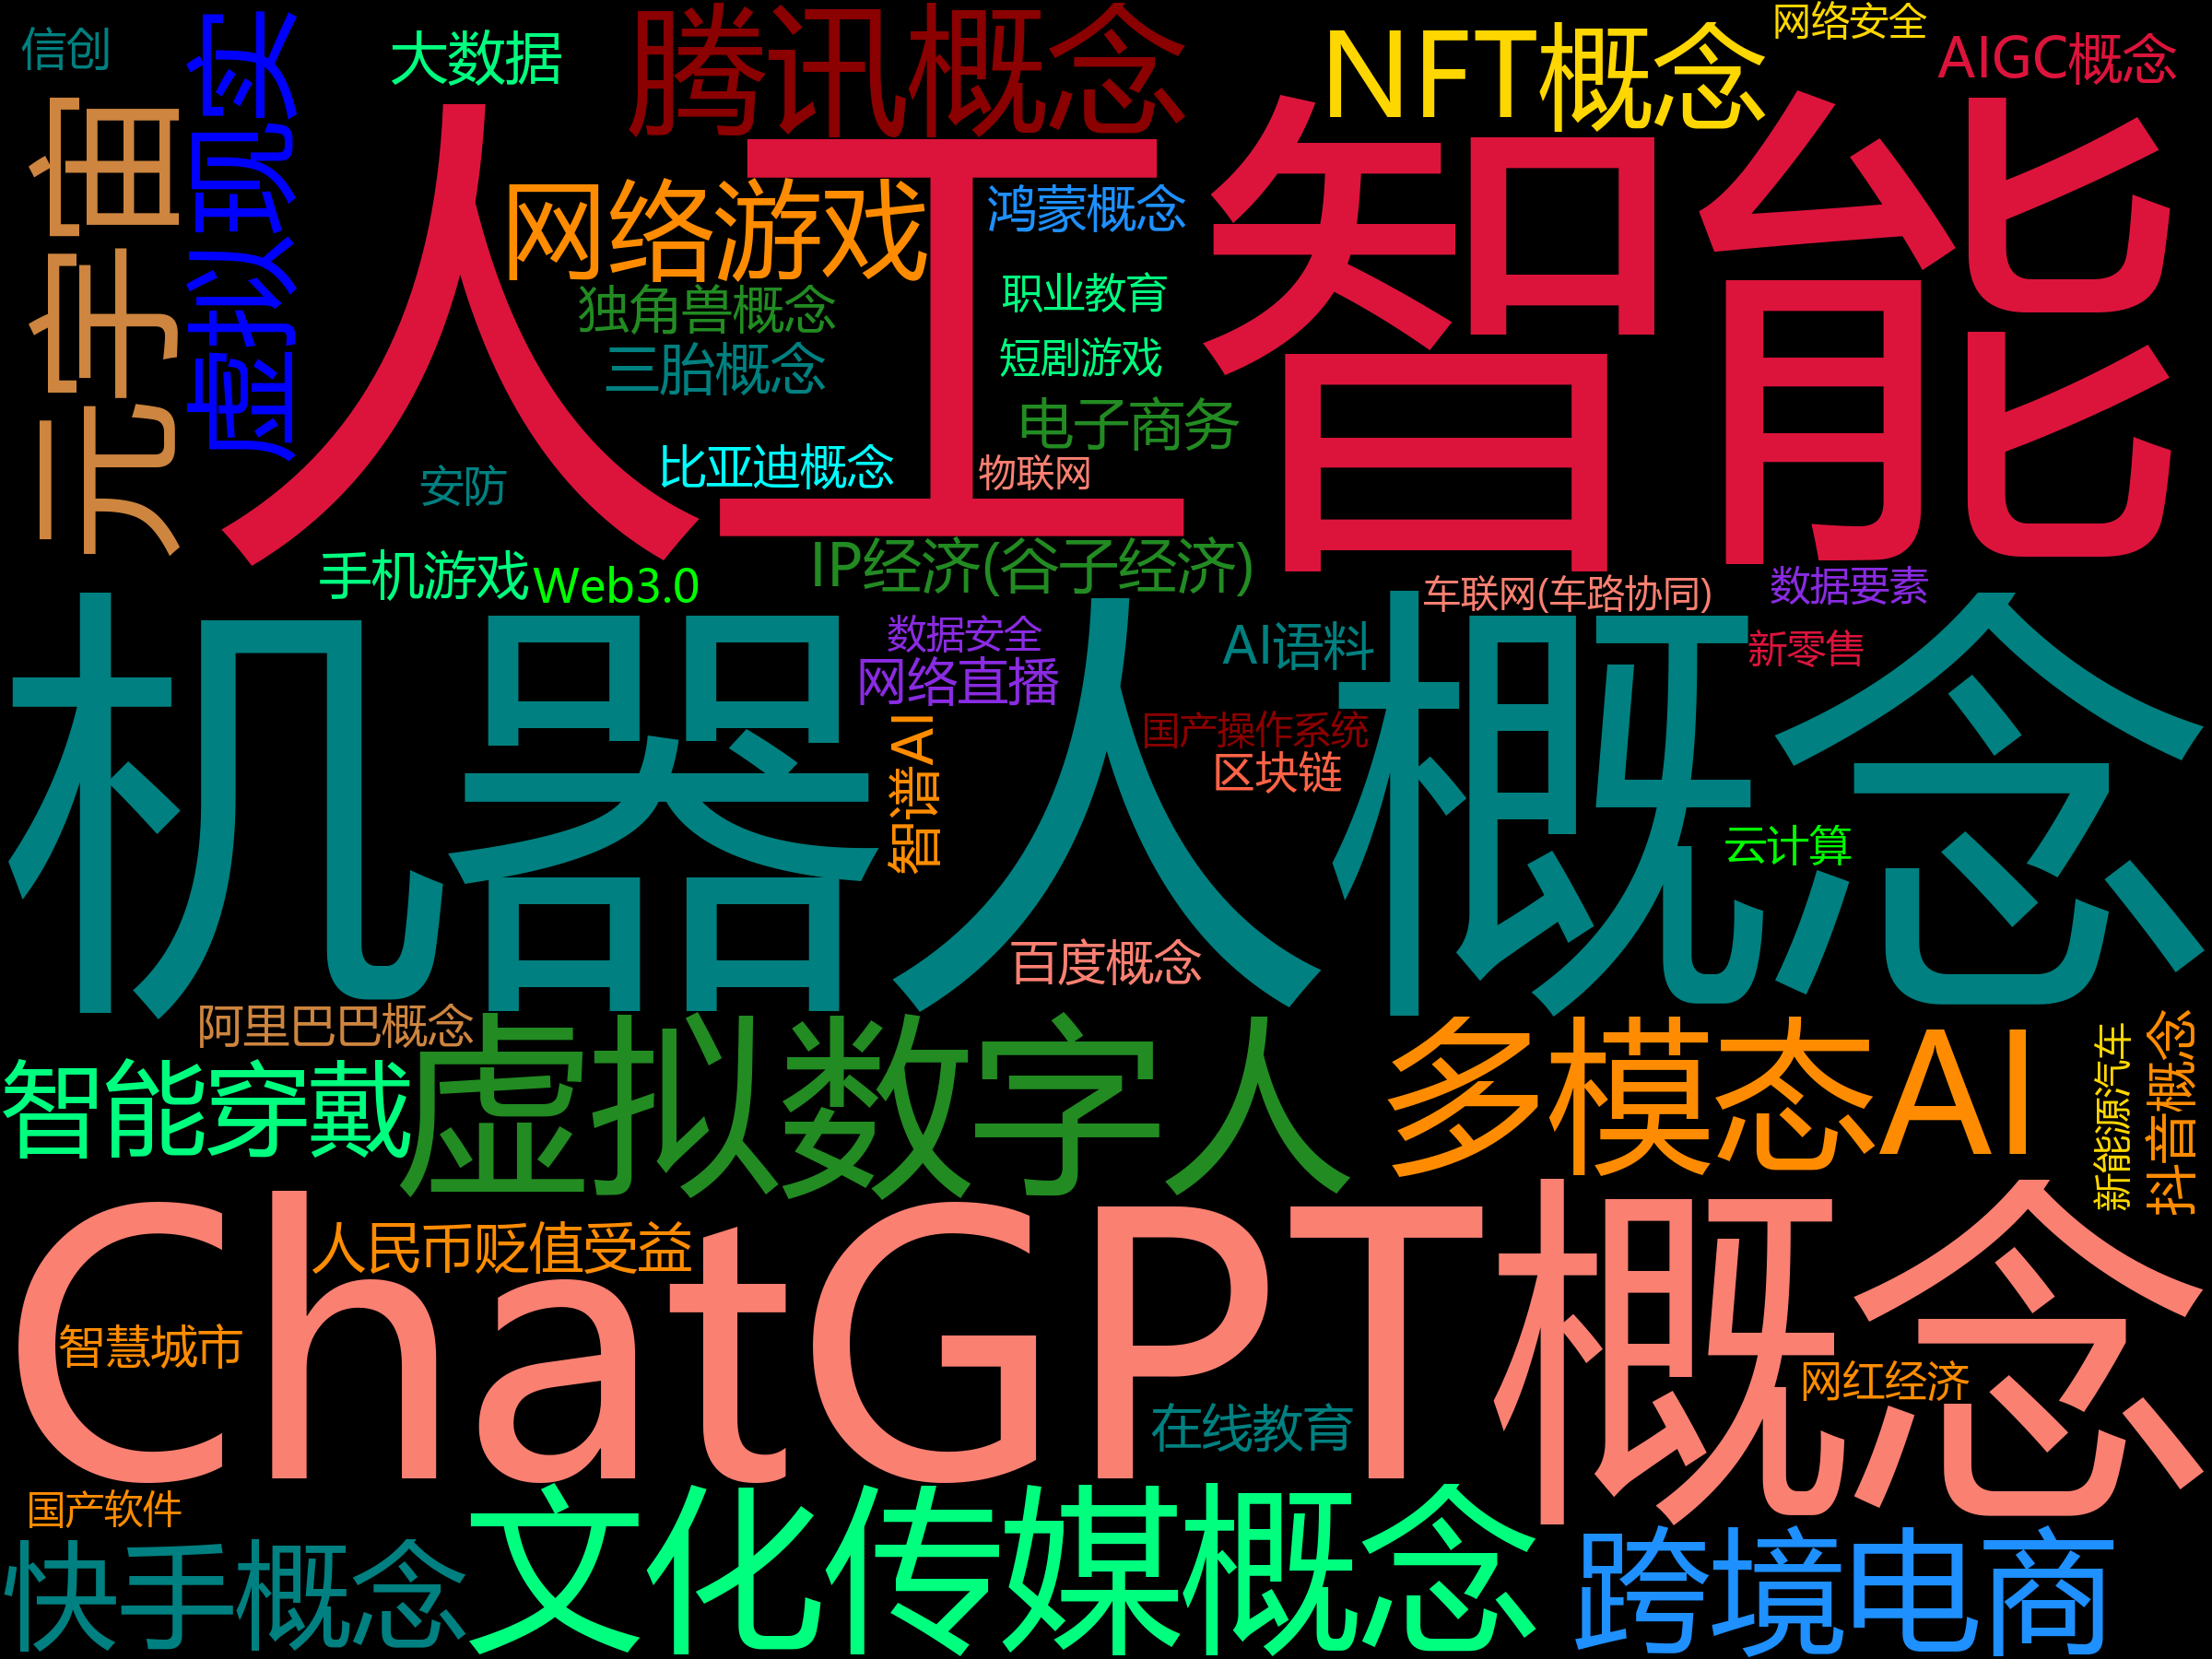 信创
大数据
腾讯概念
NFT概念
网络安全
AIGC概念
元宇宙
虚拟现实
人工智能
网络游戏
鸿蒙概念
独角兽概念
职业教育
三胎概念
短剧游戏
电子商务
比亚迪概念
物联网
安防
手机游戏
Web3.0
IP经济(谷子经济)
车联网(车路协同)
数据要素
机器人概念
数据安全
AI语料
新零售
网络直播
智谱AI
国产操作系统
区块链
云计算
百度概念
阿里巴巴概念
智能穿戴
虚拟数字人
多模态AI
新能源汽车
抖音概念
ChatGPT概念
人民币贬值受益
智慧城市
网红经济
在线教育
国产软件
快手概念
文化传媒概念
跨境电商